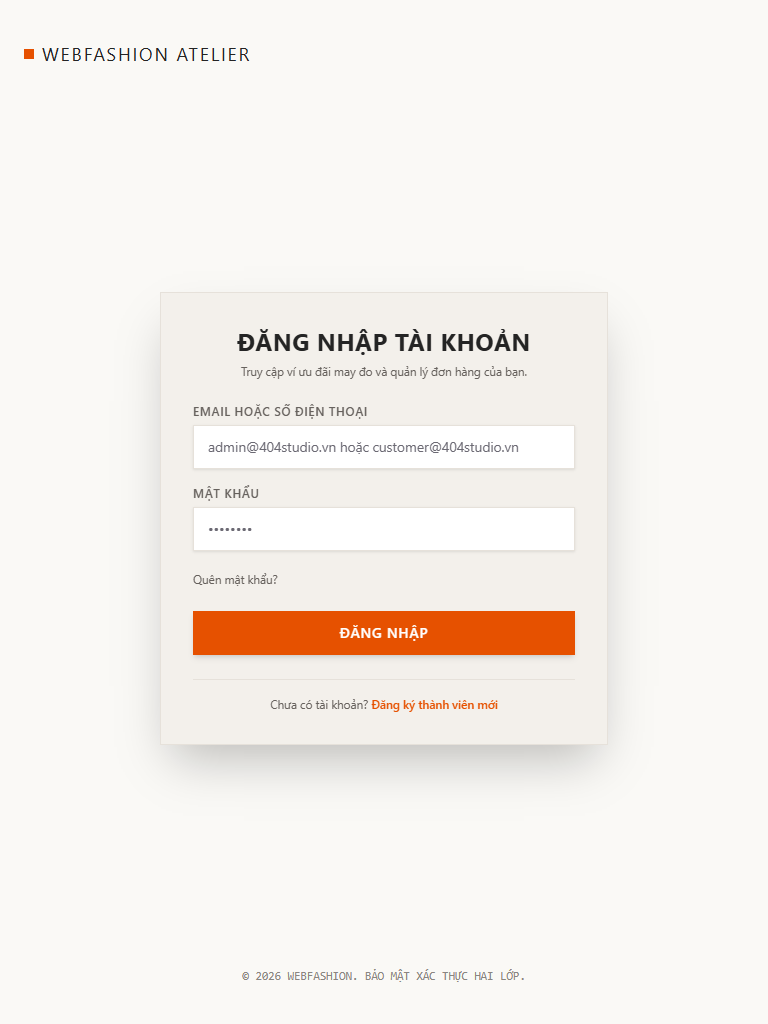 WEBFASHION ATELIER
ĐĂNG NHẬP TÀI KHOẢN
Truy cập ví ưu đãi may đo và quản lý đơn hàng của bạn.
EMAIL HOẶC SỐ ĐIỆN THOẠI
admin@404studio.vn hoặc customer@404studio.vn
MẬT KHẨU
••••••••
Quên mật khẩu?
ĐĂNG NHẬP
Chưa có tài khoản? Đăng ký thành viên mới
© 2026 WEBFASHION. BẢO MẬT XÁC THỰC HAI LỚP.